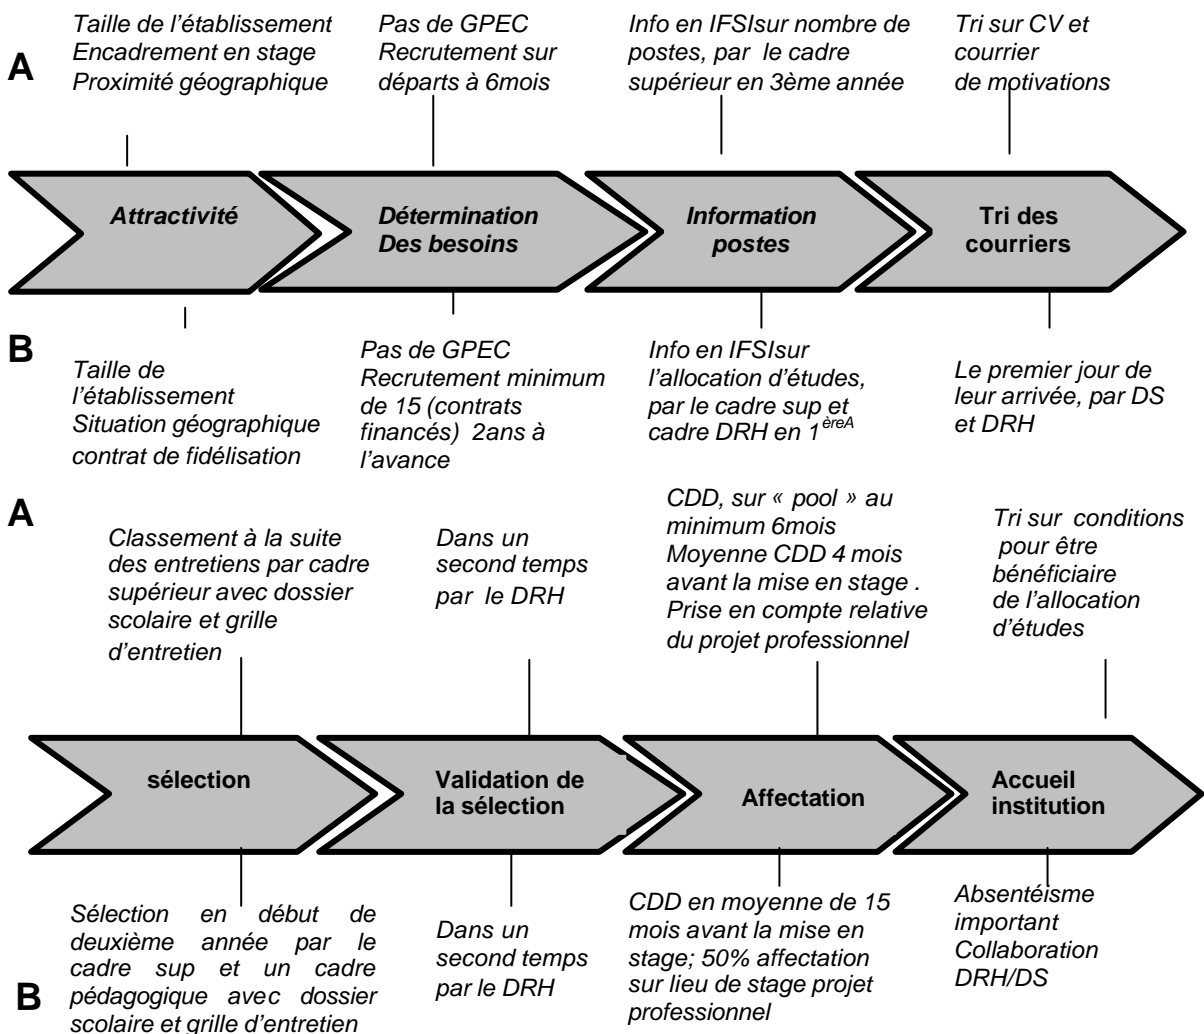 A
Taille de l’établissement
Encadrement en stage
Proximité géographique
Pas de GPEC
Recrutement sur
départs à 6mois
Info en IFSIsur nombre de
postes, par le cadre
supérieur en 3ème année
Tri sur CV et
courrier
de motivations
Attractivité
Détermination
Des besoins
Information
postes
Tri des
courriers
B
Taille de
l’établissement
Situation géographique
contrat de fidélisation
Pas de GPEC
Recrutement minimum
de 15 (contrats
financés) 2ans à
l’avance
Info en IFSIsur
l’allocation d’études,
par le cadre sup et
cadre DRH en 1èreA
Le premier jour de
leur arrivée, par DS
et DRH
A
Classement à la suite
des entretiens par cadre
supérieur avec dossier
scolaire et grille
d’entretien
Dans un
second temps
par le DRH
CDD, sur « pool » au
minimum 6mois
Moyenne CDD 4 mois
avant la mise en stage .
Prise en compte relative
du projet professionnel
Tri sur conditions
pour être
bénéficiaire
de l’allocation
d’études
sélection
Validation de
la sélection
Affectation
Accueil
institution
B
Sélection en début de
deuxième année par le
cadre sup et un cadre
pédagogique avec dossier
scolaire et grille d’entretien
Dans un
second temps
par le DRH
CDD en moyenne de 15
mois avant la mise en
stage; 50% affectation
sur lieu de stage projet
professionnel
Absentéisme
important
Collaboration
DRH/DS